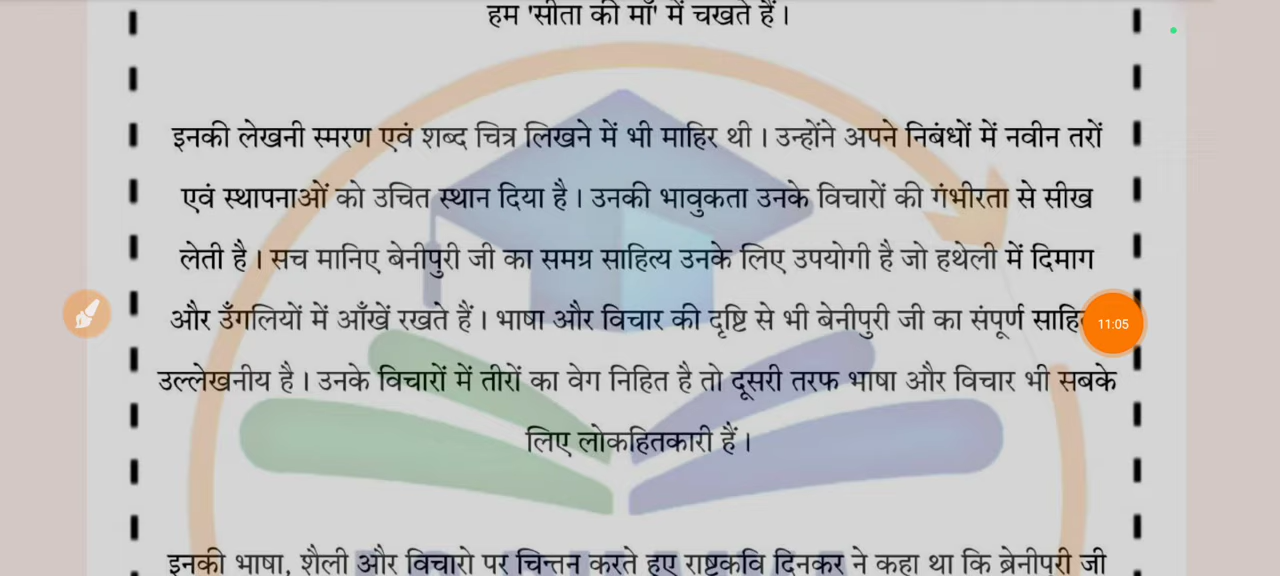 हम 'सीता की माँ' में चखते हैं।
इनकी लेखनी स्मरण एवं शब्द चित्र लिखने में भी माहिर थी। उन्होंने अपने निबंधों में नवीन तरों
एवं स्थापनाओं को उचित स्थान दिया है। उनकी भावुकता उनके विचारों की गंभीरता से सीख
लेती है। सच मानिए बेनीपुरी जी का समग्र साहित्य उनके लिए उपयोगी है जो हथेली में दिमाग
और उँगलियों में आँखें रखते हैं। भाषा और विचार की दृष्टि से भी बेनीपुरी जी का संपूर्ण
11:05
उल्लेखनीय है। उनके विचारों में तीरों का वेग निहित है तो दूसरी तरफ भाषा और विचार भी सबके
लिए लोकहितकारी हैं।
इनकी भाषा, शैली और विचारो पर चिन्तन करते हुए राष्ट्रकवि दिनकर ने कहा था कि बेनीपुरी जी